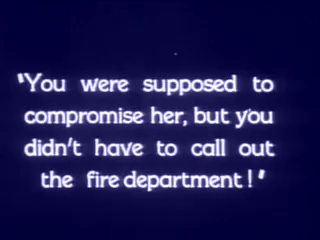 "You were supposed to
compromise her, but you
didn't have to call out
the fire department!"